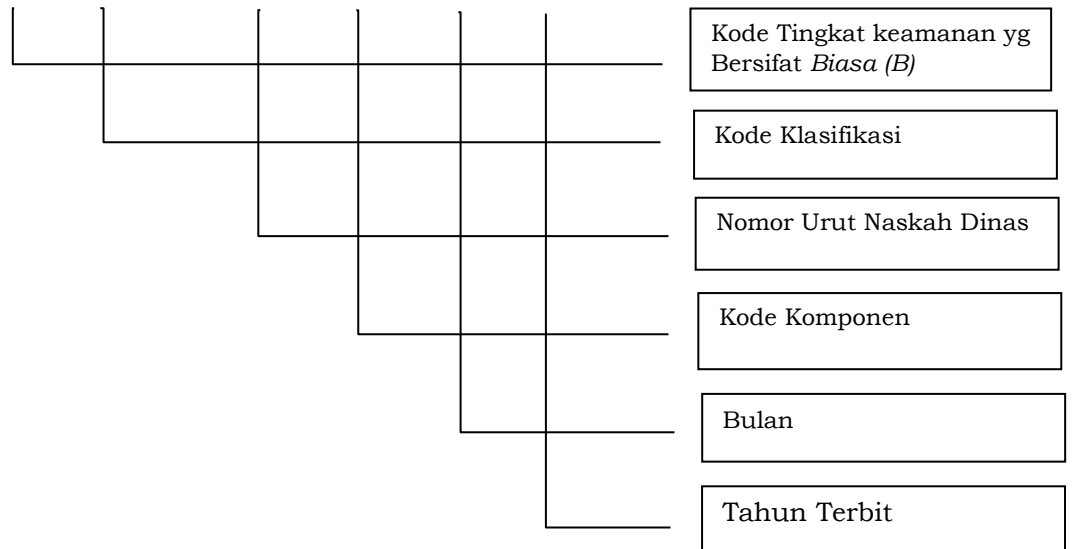 Kode Tingkat keamanan yg
Bersifat Biasa (B)
Kode Klasifikasi
Nomor Urut Naskah Dinas
Kode Komponen
Bulan
Tahun Terbit